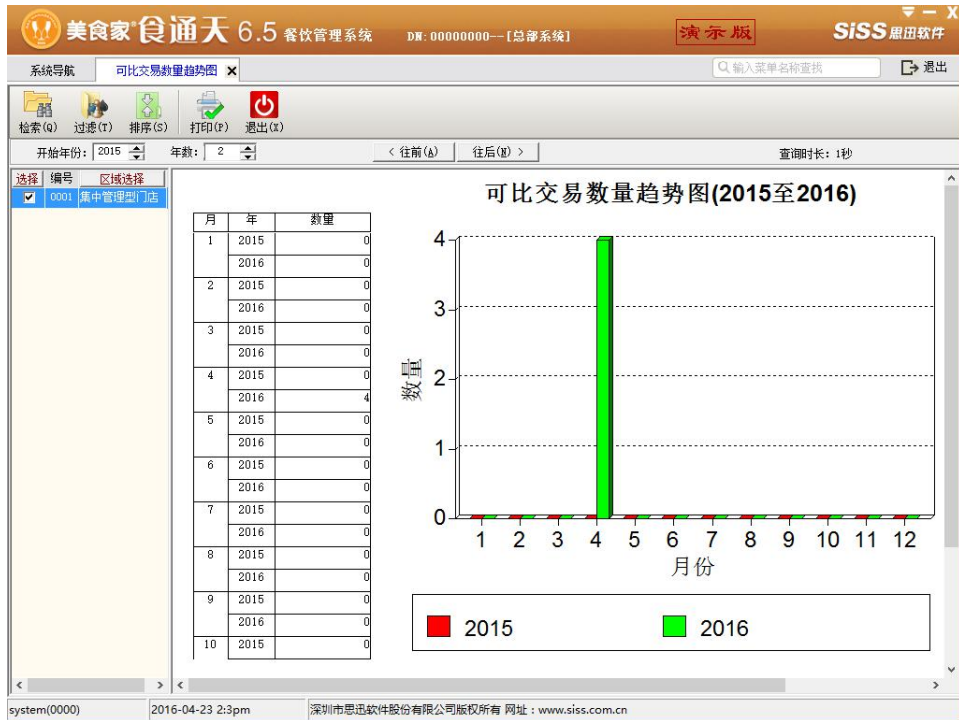 美食家®食通天 6.5 餐饮管理系统 DN:00000000--[总部系统] 演示版 SiSS 思迅软件
系统导航 可比交易数量趋势图 X 输入菜单名称查找 退出
检索(Q) 过滤(T) 排序(S) 打印(P) 退出(X)
开始年份: 2015 年数: 2 <往前(A) 往后(N)> 查询时长: 1秒
选择 编号 区域选择
0001 集中管理型门店
可比交易数量趋势图(2015至2016)
月 年 数量
1 2015 0
2016 0
2 2015 0
2016 0
3 2015 0
2016 0
4 2015 0
2016 4
5 2015 0
2016 0
6 2015 0
2016 0
7 2015 0
2016 0
8 2015 0
2016 0
9 2015 0
2016 0
10 2015 0
4
3
2
1
0
数量
1 2 3 4 5 6 7 8 9 10 11 12
月份
2015 2016
system(0000) 2016-04-23 2:3pm 深圳市思迅软件股份有限公司版权所有 网址：www.siss.com.cn